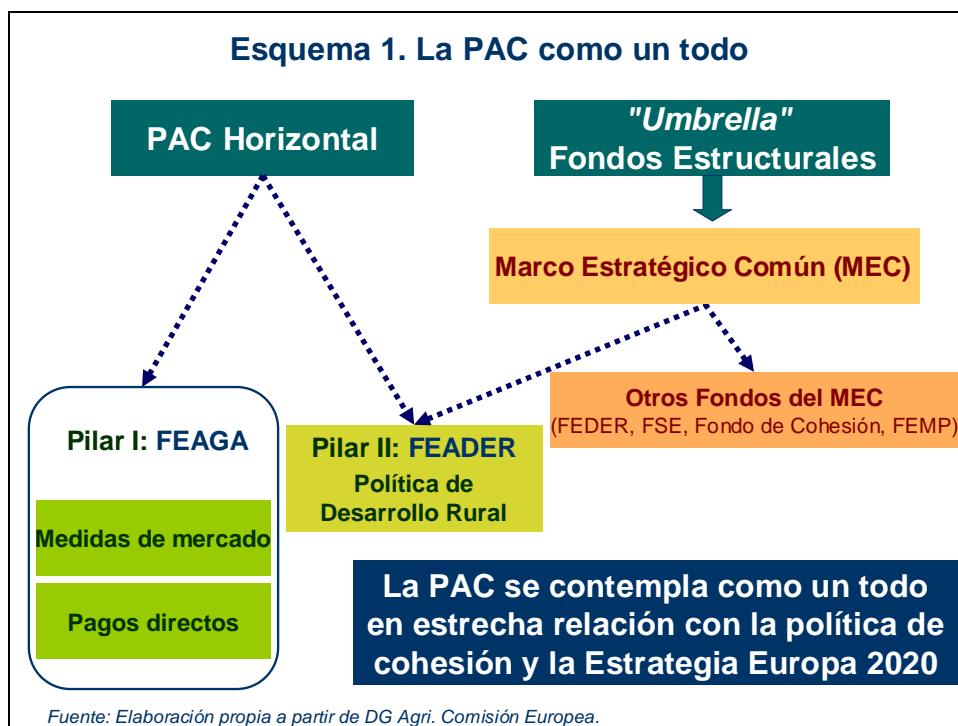 Esquema 1. La PAC como un todo
PAC Horizontal
"Umbrella"
Fondos Estructurales
Marco Estratégico Común (MEC)
Otros Fondos del MEC
(FEDER, FSE, Fondo de Cohesión, FEMP)
Pilar I: FEAGA
Medidas de mercado
Pagos directos
Pilar II: FEADER
Política de
Desarrollo Rural
La PAC se contempla como un todo
en estrecha relación con la política de
cohesión y la Estrategia Europa 2020
Fuente: Elaboración propia a partir de DG Agri. Comisión Europea.